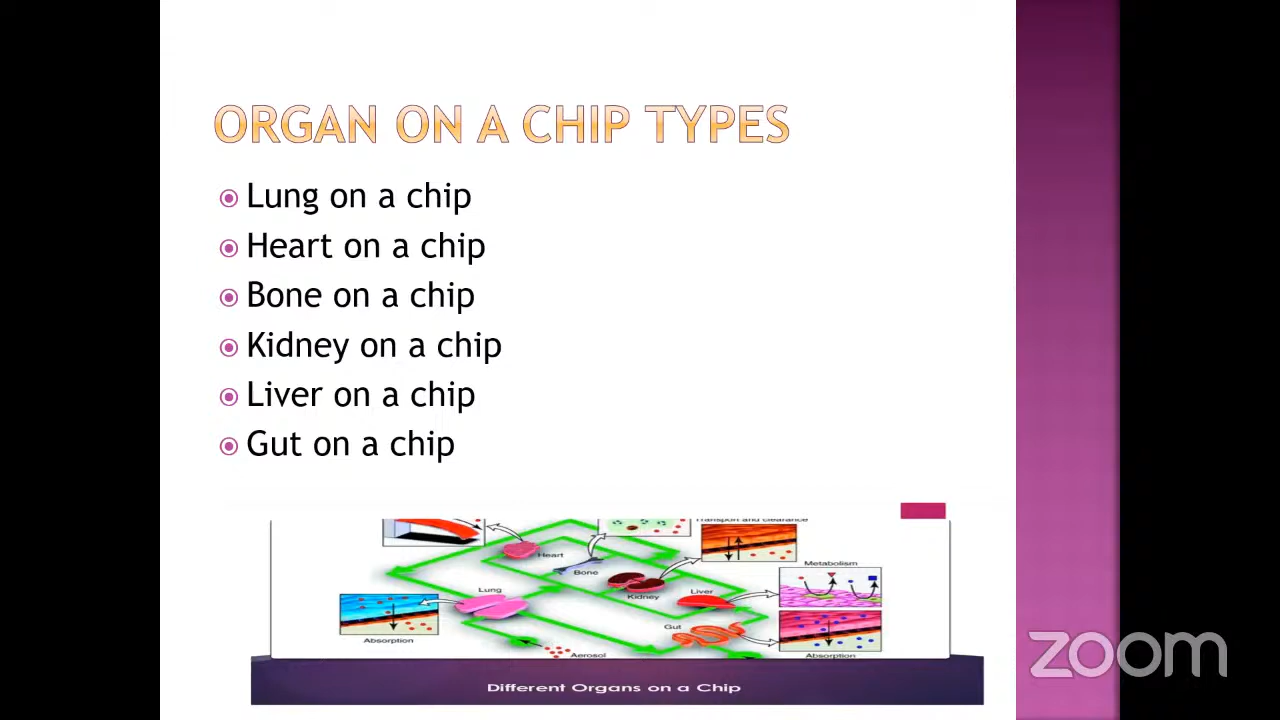 ORGAN ON A CHIP TYPES
Lung on a chip
Heart on a chip
Bone on a chip
Kidney on a chip
Liver on a chip
Gut on a chip
Transport and clearance
Heart
Bone
Metabolism
Kidney
Liver
Lung
Gut
Absorption
Aerosol
Absorption
Different Organs on a Chip
zoom